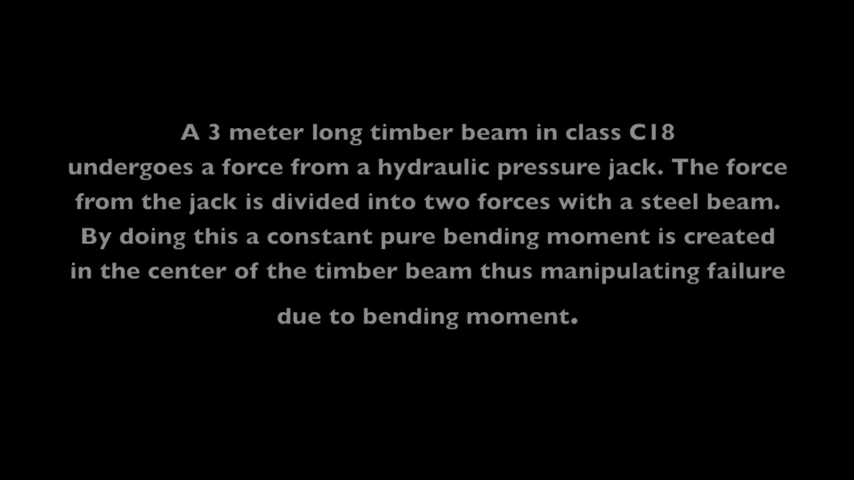 A 3 meter long timber beam in class C18
undergoes a force from a hydraulic pressure jack. The force
from the jack is divided into two forces with a steel beam.
By doing this a constant pure bending moment is created
in the center of the timber beam thus manipulating failure
due to bending moment.